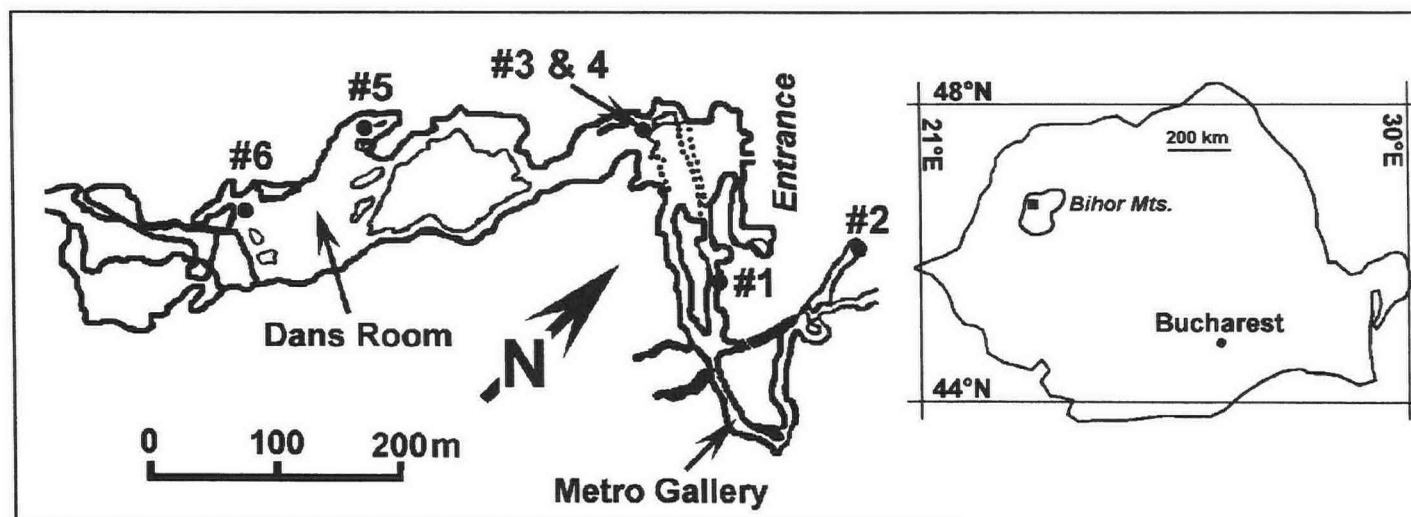 #3 & 4
#5
Entrance
#6
#2
#1
Dans Room
N
0 100 200 m
Metro Gallery
48°N
21°E
30°E
200 km
Bihor Mts.
Bucharest
44°N